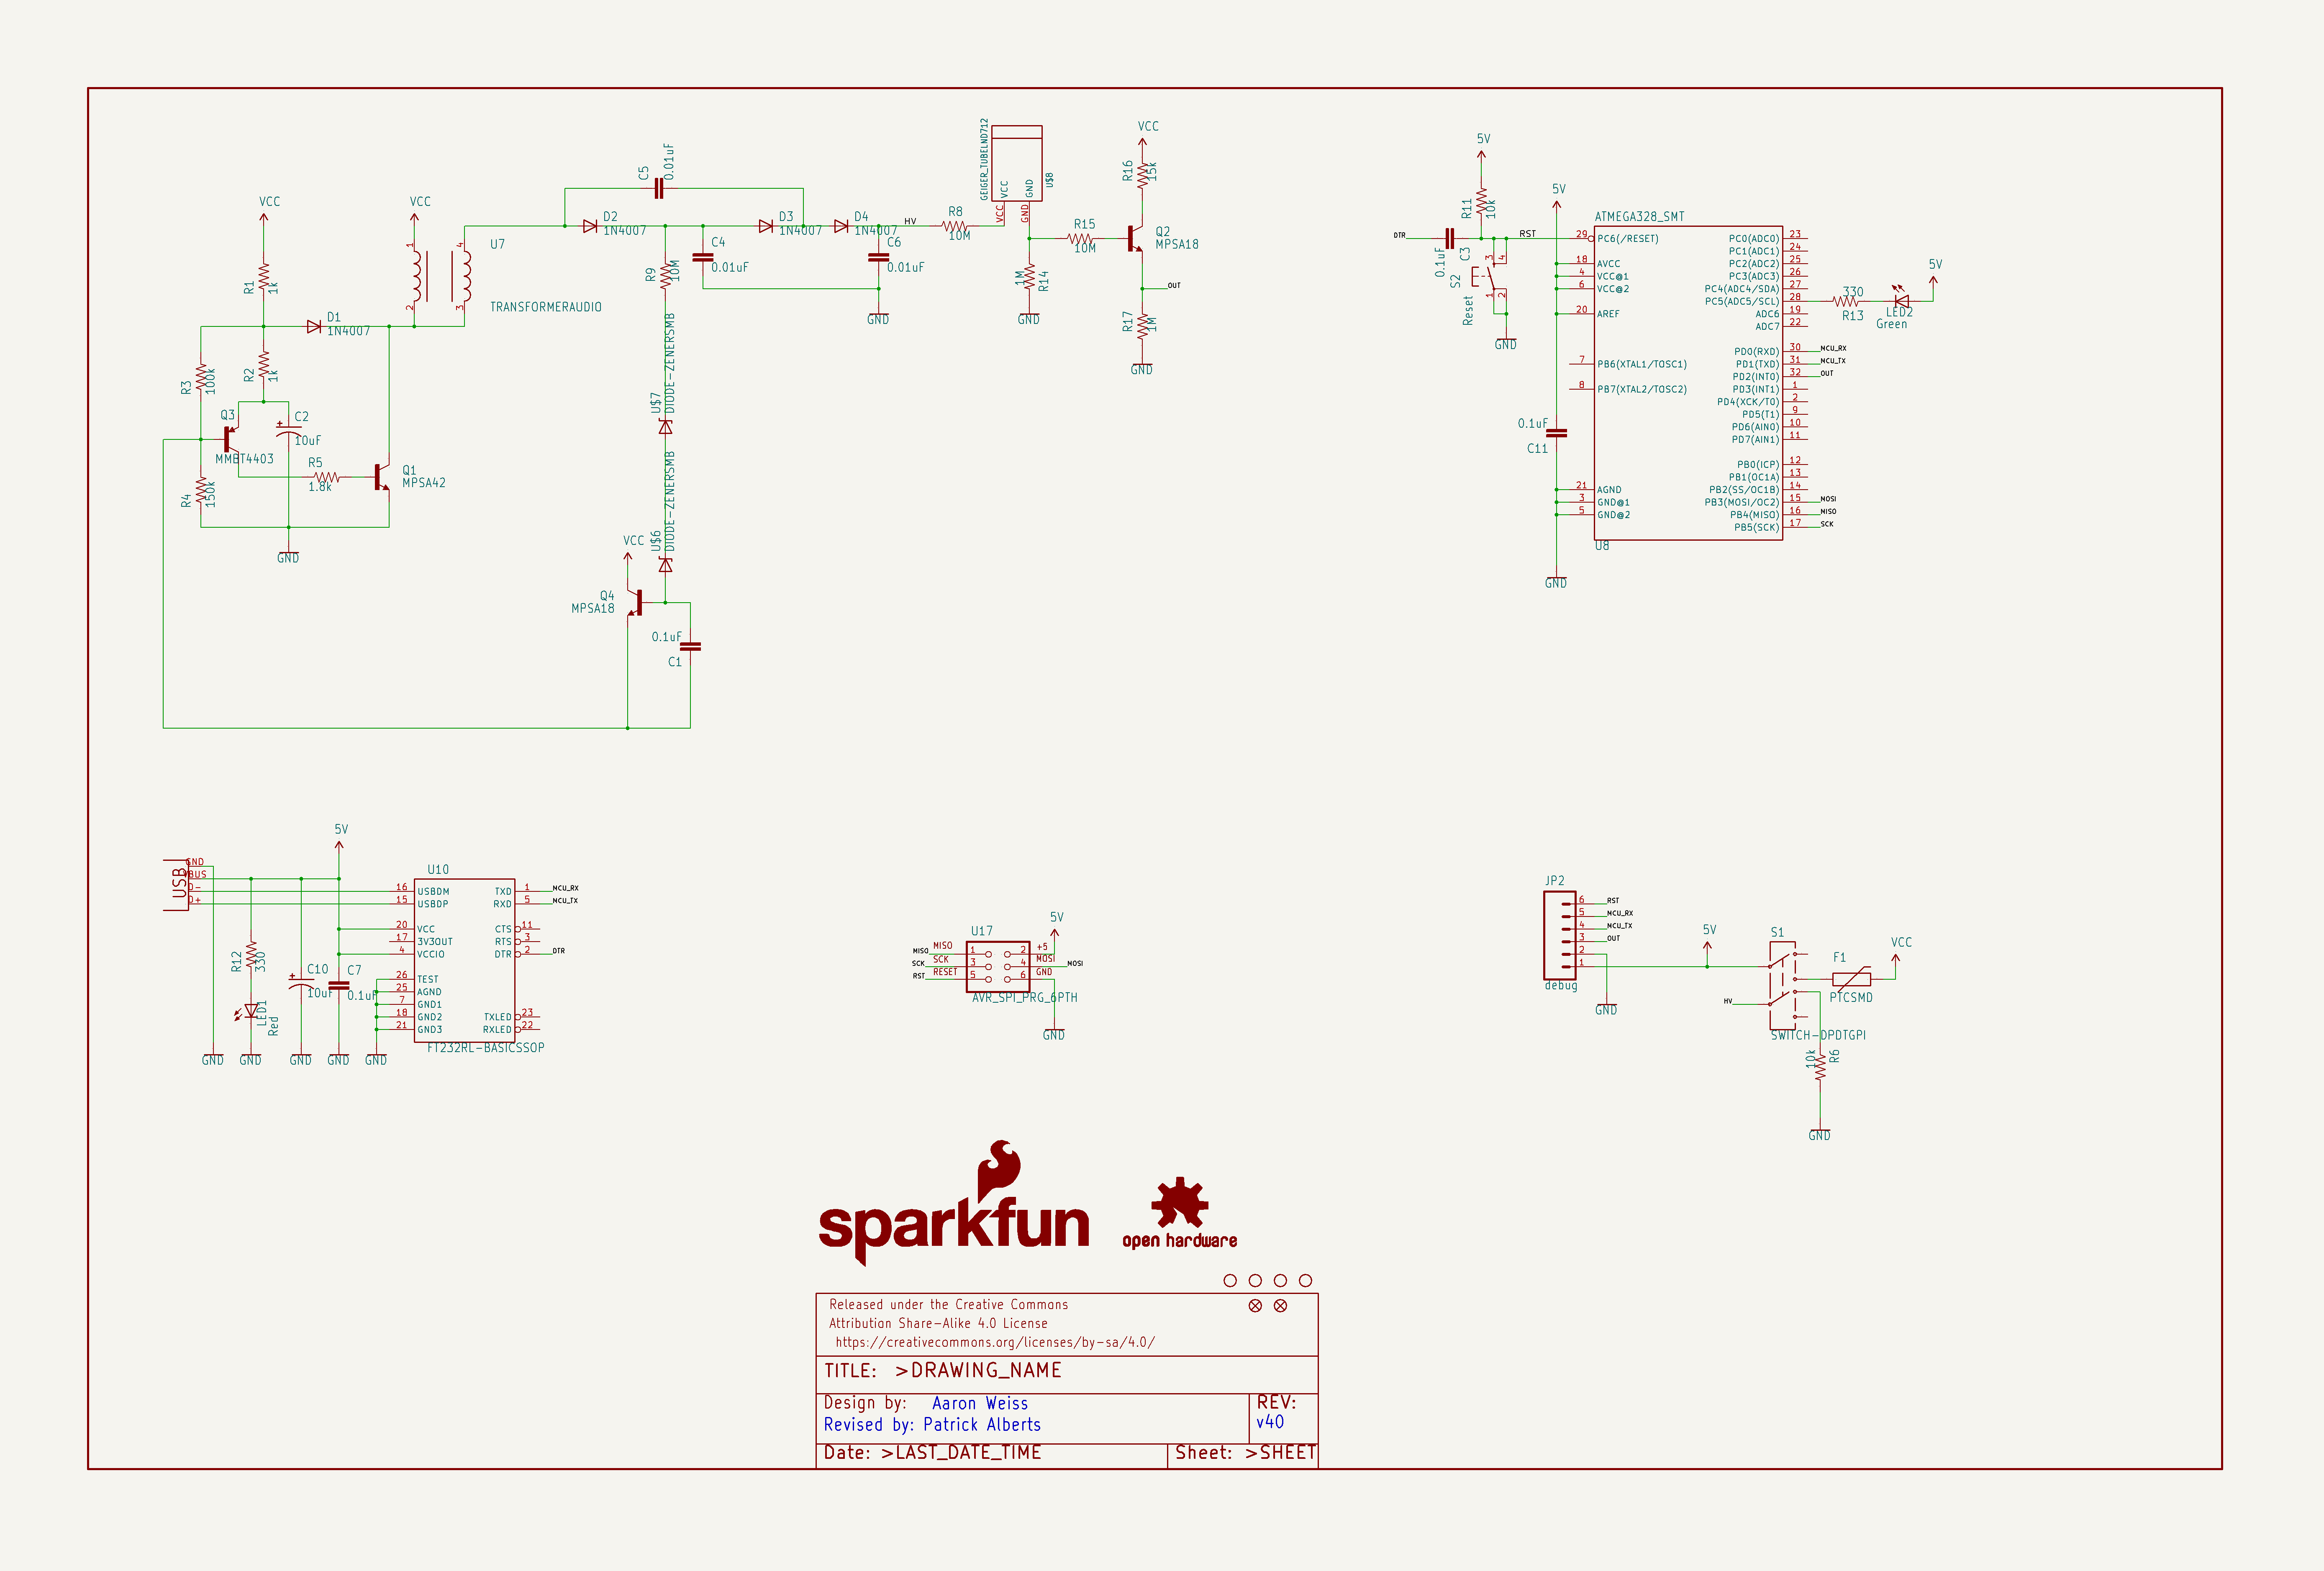 VCC
R1
1k
R2
1k
R3
100k
R4
150k
D1
1N4007
Q3
MMBT4403
C2
10uF
R5
1.8k
Q1
MPSA42
GND
VCC
1
2
4
3
U7
TRANSFORMERAUDIO
C5
0.01uF
D2
1N4007
D3
1N4007
D4
1N4007
C4
0.01uF
C6
0.01uF
GND
R9
10M
U$7
DIODE-ZENERSMB
U$6
DIODE-ZENERSMB
VCC
Q4
MPSA18
0.1uF
C1
HV
R8
10M
GEIGER_TUBELND712
VCC
GND
U$8
VCC
GND
R15
10M
1M
R14
GND
VCC
R16
15k
Q2
MPSA18
OUT
R17
1M
GND
5V
R11
10k
DTR
0.1uF
C3
RST
S2
Reset
3
4
1
2
GND
5V
0.1uF
C11
GND
ATMEGA328_SMT
29 PC6(/RESET)
18 AVCC
4 VCC@1
6 VCC@2
20 AREF
7 PB6(XTAL1/TOSC1)
8 PB7(XTAL2/TOSC2)
21 AGND
3 GND@1
5 GND@2
PC0(ADC0) 23
PC1(ADC1) 24
PC2(ADC2) 25
PC3(ADC3) 26
PC4(ADC4/SDA) 27
PC5(ADC5/SCL) 28
ADC6 19
ADC7 22
PD0(RXD) 30 MCU_RX
PD1(TXD) 31 MCU_TX
PD2(INT0) 32 OUT
PD3(INT1) 1
PD4(XCK/T0) 2
PD5(T1) 9
PD6(AIN0) 10
PD7(AIN1) 11
PB0(ICP) 12
PB1(OC1A) 13
PB2(SS/OC1B) 14
PB3(MOSI/OC2) 15 MOSI
PB4(MISO) 16 MISO
PB5(SCK) 17 SCK
U8
330
R13
LED2
Green
5V
USB
GND
VBUS
D-
D+
5V
R12
330
LED1
Red
C10
10uF
C7
0.1uF
GND
GND
GND
GND
GND
U10
16 USBDM
15 USBDP
20 VCC
17 3V3OUT
4 VCCIO
26 TEST
25 AGND
7 GND1
18 GND2
21 GND3
TXD 1 MCU_RX
RXD 5 MCU_TX
CTS 11
RTS 3
DTR 2 DTR
TXLED 23
RXLED 22
FT232RL-BASICSSOP
U17
5V
MISO MISO 1 2 +5
SCK SCK 3 4 MOSI MOSI
RST RESET 5 6 GND
AVR_SPI_PRG_6PTH
GND
JP2
6 RST
5 MCU_RX
4 MCU_TX
3 OUT
2
1
debug
GND
5V
HV
S1
SWITCH-DPDTGPI
F1
PTCSMD
VCC
10k
R6
GND
sparkfun
open hardware
Released under the Creative Commons
Attribution Share-Alike 4.0 License
https://creativecommons.org/licenses/by-sa/4.0/
TITLE: >DRAWING_NAME
Design by: Aaron Weiss
Revised by: Patrick Alberts
REV:
v40
Date: >LAST_DATE_TIME
Sheet: >SHEET